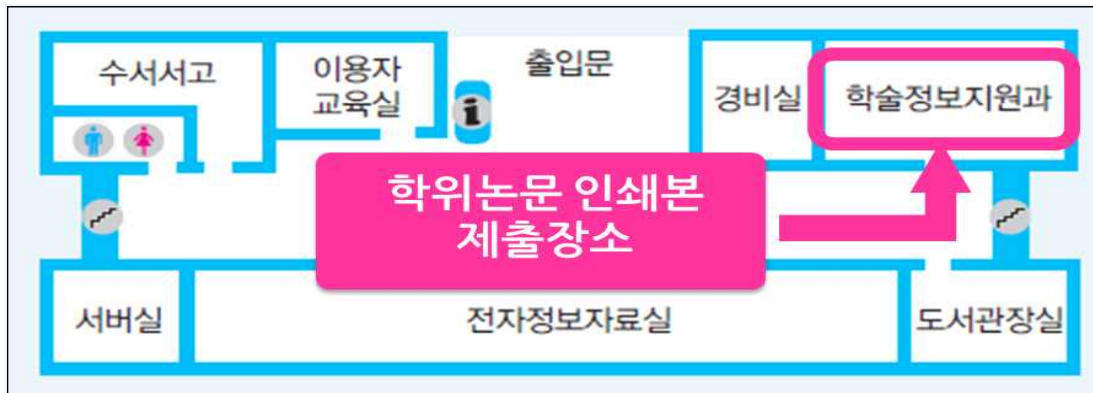 수서서고
이용자
교육실
출입문
경비실
학술정보지원과
학위논문 인쇄본
제출장소
서버실
전자정보자료실
도서관장실